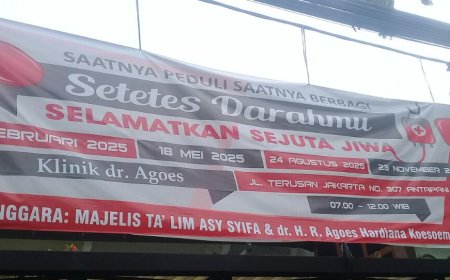 SAATNYA PEDULI SAATNYA BERBAGI
Setetes Darahmu
SELAMATKAN SEJUTA JIWA
EBRUARI 2025 18 MEI 2025 24 AGUSTUS 2025 23 NOVEMBER 2
Klinik dr. Agoes
JL. TERUSAN JAKARTA NO. 307 ANTAPANI
07.00 - 12.00 WIB
NGGARA: MAJELIS TA' LIM ASY SYIFA & dr. H. R. Agoes Hardjana Koesoem